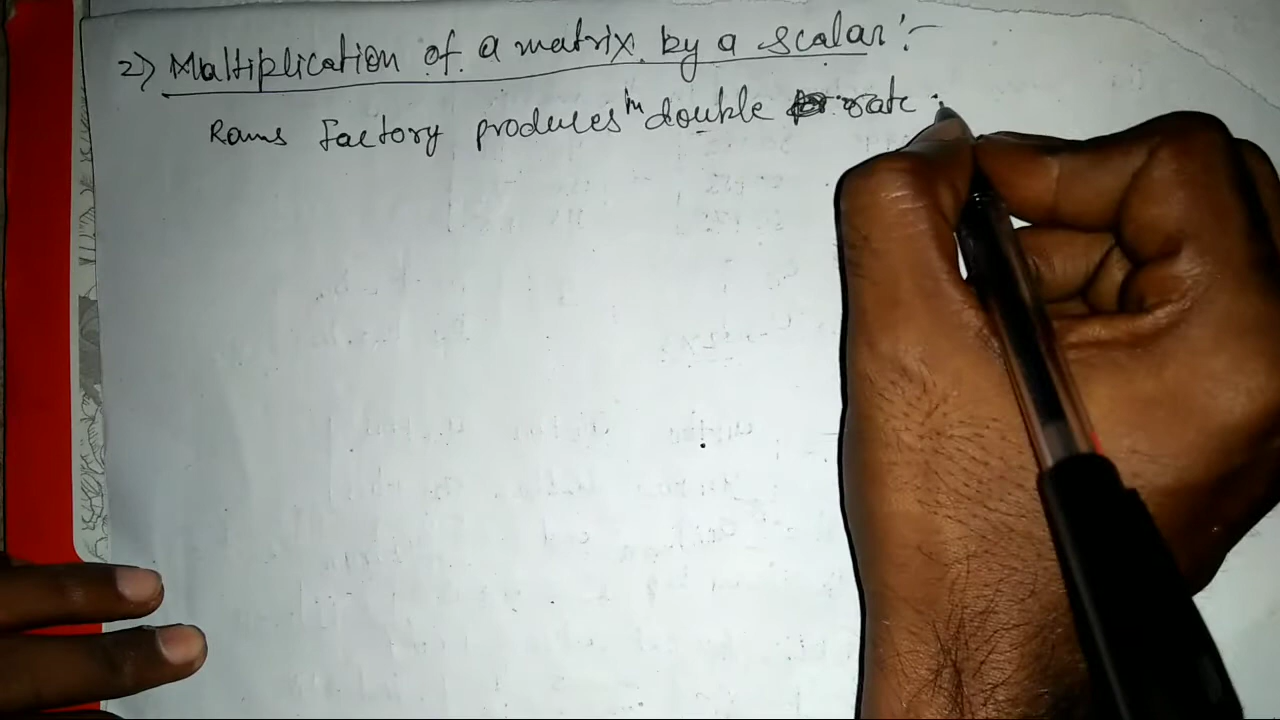 2) Multiplication of a matrix by a scalar :-
Rams Factory produces in double rate :